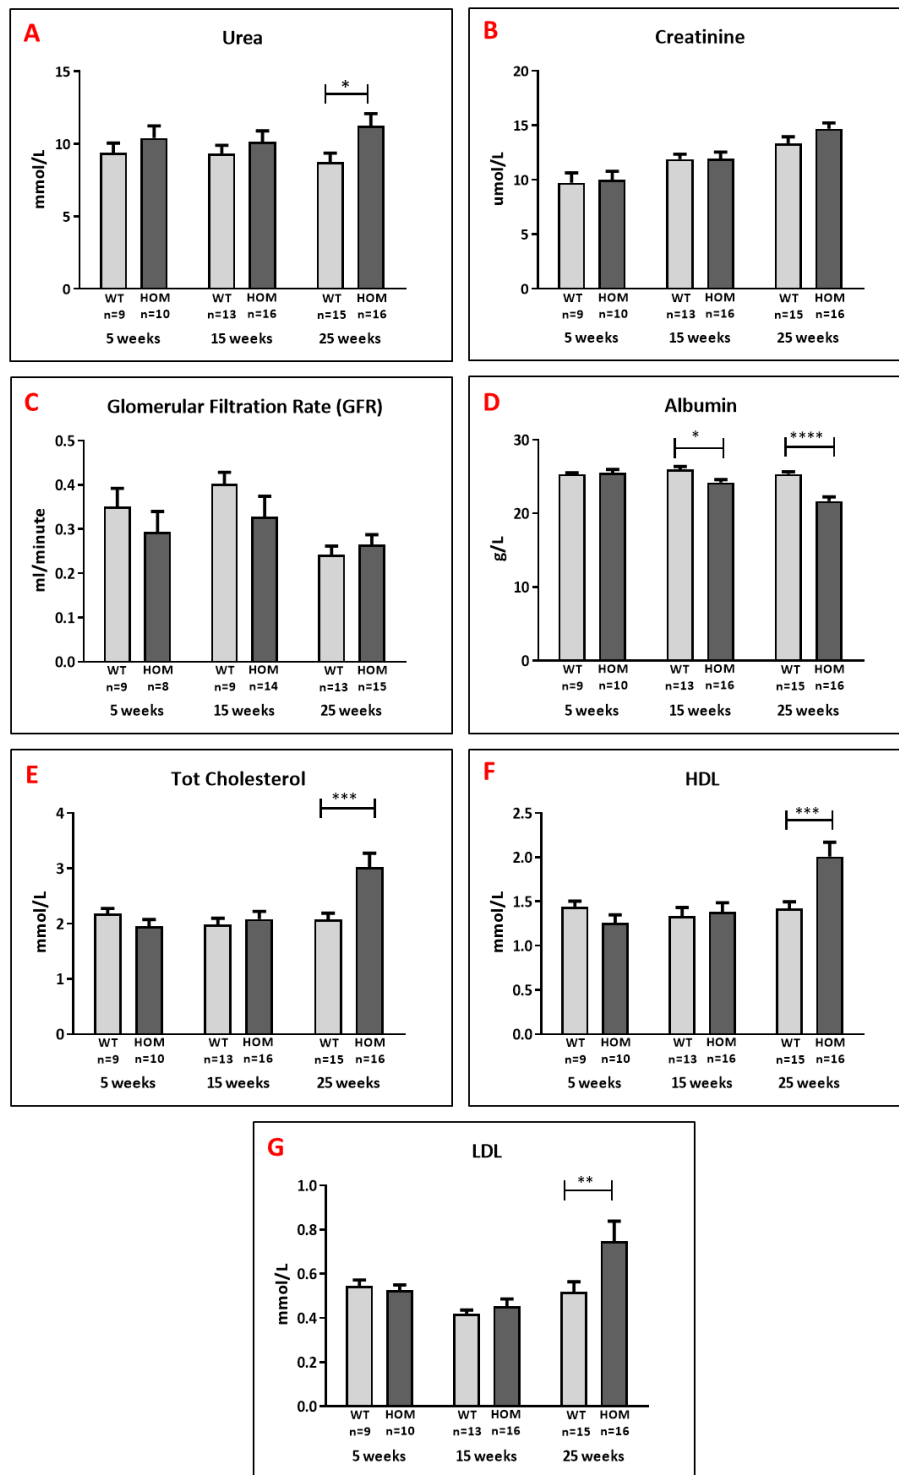 A
Urea
*
15
10
5
0
mmol/L
WT HOM WT HOM WT HOM
n=9 n=10 n=13 n=16 n=15 n=16
5 weeks 15 weeks 25 weeks
B
Creatinine
20
15
10
5
0
umol/L
WT HOM WT HOM WT HOM
n=9 n=10 n=13 n=16 n=15 n=16
5 weeks 15 weeks 25 weeks
C
Glomerular Filtration Rate (GFR)
0.5
0.4
0.3
0.2
0.1
0.0
ml/minute
WT HOM WT HOM WT HOM
n=9 n=8 n=9 n=14 n=13 n=15
5 weeks 15 weeks 25 weeks
D
Albumin
* ****
30
20
10
0
g/L
WT HOM WT HOM WT HOM
n=9 n=10 n=13 n=16 n=15 n=16
5 weeks 15 weeks 25 weeks
E
Tot Cholesterol
***
4
3
2
1
0
mmol/L
WT HOM WT HOM WT HOM
n=9 n=10 n=13 n=16 n=15 n=16
5 weeks 15 weeks 25 weeks
F
HDL
***
2.5
2.0
1.5
1.0
0.5
0.0
mmol/L
WT HOM WT HOM WT HOM
n=9 n=10 n=13 n=16 n=15 n=16
5 weeks 15 weeks 25 weeks
G
LDL
**
1.0
0.8
0.6
0.4
0.2
0.0
mmol/L
WT HOM WT HOM WT HOM
n=9 n=10 n=13 n=16 n=15 n=16
5 weeks 15 weeks 25 weeks